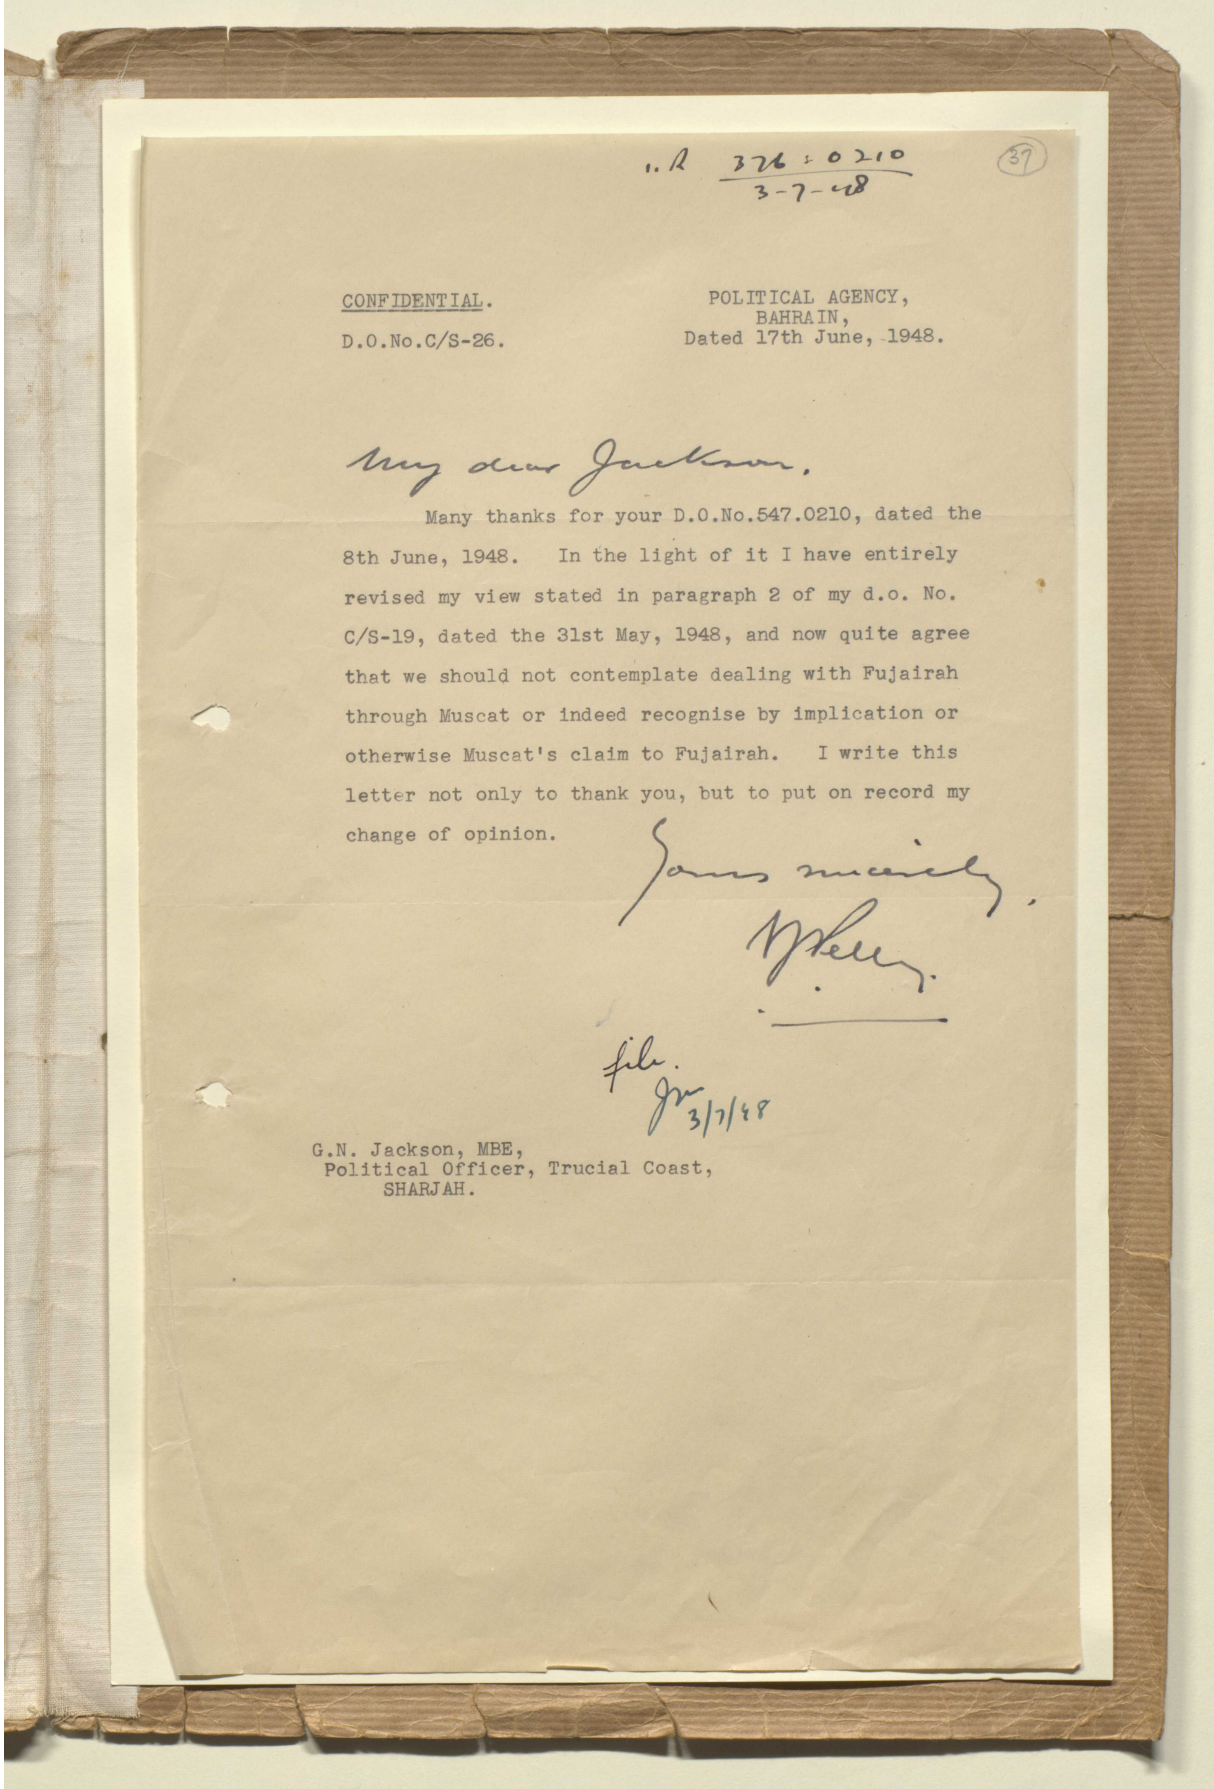 376 : 0210
3-7-48
37
CONFIDENTIAL.
D.O.No.C/S-26.
POLITICAL AGENCY,
BAHRAIN,
Dated 17th June, 1948.
My dear Jackson,
Many thanks for your D.O.No.547.0210, dated the
8th June, 1948. In the light of it I have entirely
revised my view stated in paragraph 2 of my d.o. No.
C/S-19, dated the 31st May, 1948, and now quite agree
that we should not contemplate dealing with Fujairah
through Muscat or indeed recognise by implication or
otherwise Muscat's claim to Fujairah. I write this
letter not only to thank you, but to put on record my
change of opinion.
Yours sincerely,
Pelly.
file.
3/7/48
G.N. Jackson, MBE,
Political Officer, Trucial Coast,
SHARJAH.